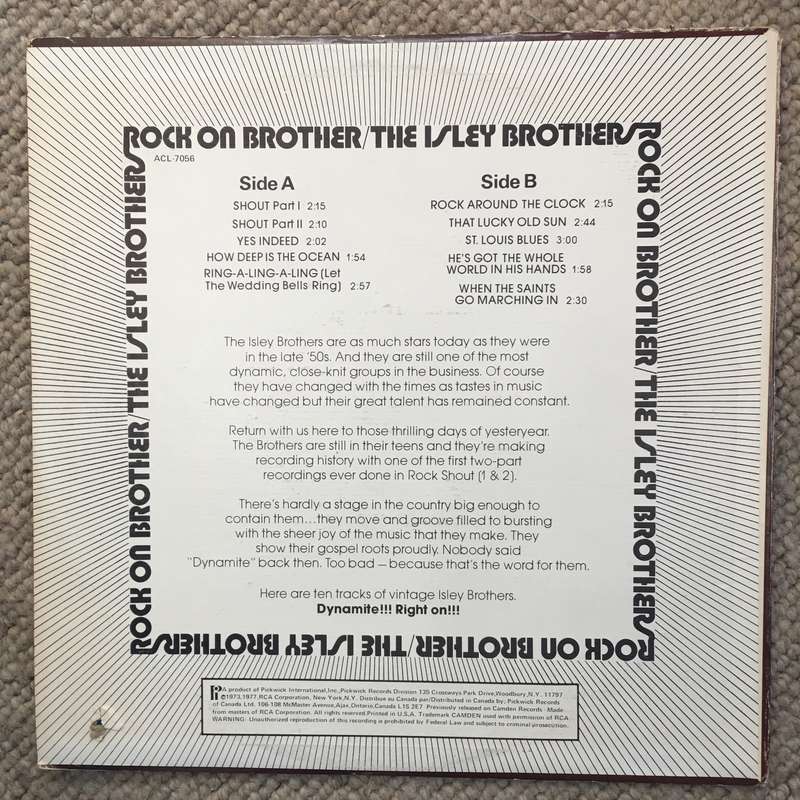 ROCK ON BROTHER/THE ISLEY BROTHERS
ROCK ON BROTHER/THE ISLEY BROTHERS
ROCK ON BROTHER/THE ISLEY BROTHERS
ROCK ON BROTHER/THE ISLEY BROTHERS
ACL-7056
Side A
SHOUT Part I 2:15
SHOUT Part II 2:10
YES INDEED 2:02
HOW DEEP IS THE OCEAN 1:54
RING-A-LING-A-LING (Let
The Wedding Bells Ring) 2:57
Side B
ROCK AROUND THE CLOCK 2:15
THAT LUCKY OLD SUN 2:44
ST. LOUIS BLUES 3:00
HE'S GOT THE WHOLE
WORLD IN HIS HANDS 1:58
WHEN THE SAINTS
GO MARCHING IN 2:30
The Isley Brothers are as much stars today as they were
in the late '50s. And they are still one of the most
dynamic, close-knit groups in the business. Of course
they have changed with the times as tastes in music
have changed but their great talent has remained constant.
Return with us here to those thrilling days of yesteryear.
The Brothers are still in their teens and they're making
recording history with one of the first two-part
recordings ever done in Rock Shout (1 & 2).
There's hardly a stage in the country big enough to
contain them...they move and groove filled to bursting
with the sheer joy of the music that they make. They
show their gospel roots proudly. Nobody said
"Dynamite" back then. Too bad — because that's the word for them.
Here are ten tracks of vintage Isley Brothers.
Dynamite!!! Right on!!!
A product of Pickwick International,Inc.,Pickwick Records Division 135 Crossways Park Drive,Woodbury,N.Y. 11797
©1973,1977,RCA Corporation, New York,N.Y. Distribue au Canada par/Distributed in Canada by; Pickwick Records
of Canada Ltd. 106-108 McMaster Avenue,Ajax,Ontario,Canada L1S 2E7 Previously released on Camden Records - Made
from masters of RCA Corporation. All rights reserved.Printed in U.S.A. Trademark CAMDEN used with permission of RCA
WARNING: Unauthorized reproduction of this recording is prohibited by Federal Law and subject to criminal prosecution.